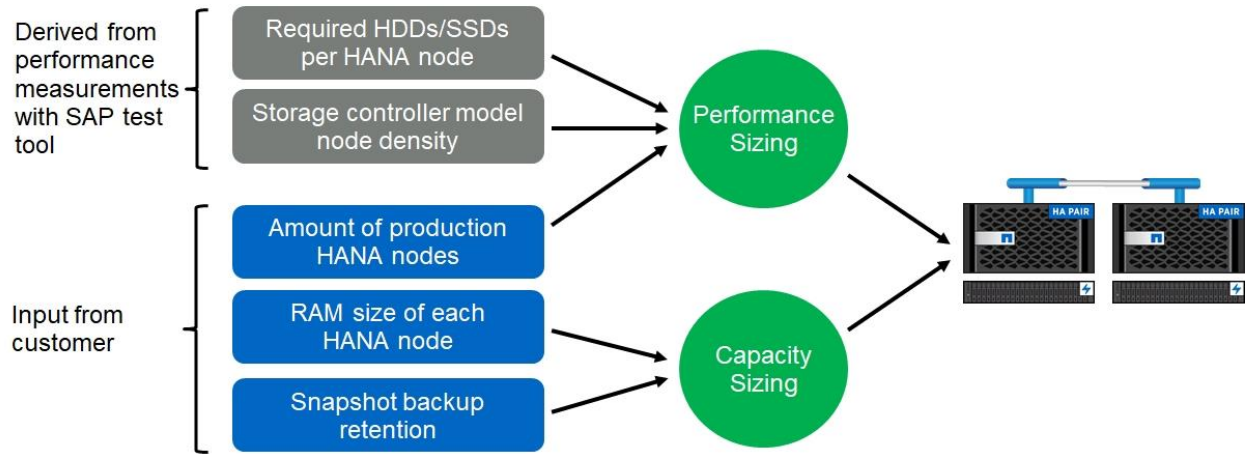 Derived from
performance
measurements
with SAP test
tool
Required HDDs/SSDs
per HANA node
Storage controller model
node density
Performance
Sizing
Input from
customer
Amount of production
HANA nodes
RAM size of each
HANA node
Snapshot backup
retention
Capacity
Sizing
HA PAIR
HA PAIR